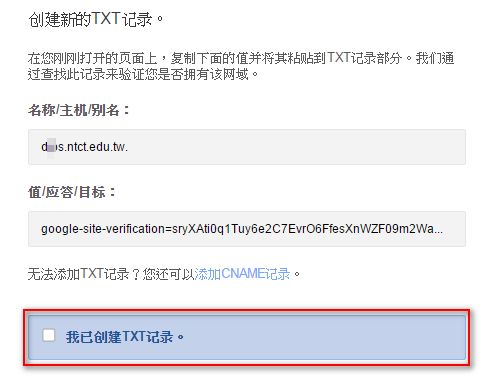 创建新的TXT记录。
在您刚刚打开的页面上，复制下面的值并将其粘贴到TXT记录部分。我们通
过查找此记录来验证您是否拥有该网域。
名称/主机/别名：
ps.ntct.edu.tw.
值/应答/目标：
google-site-verification=sryXAti0q1Tuy6e2C7EvrO6FfesXnWZF09m2Wa...
无法添加TXT记录？您还可以添加CNAME记录。
我已创建TXT记录。